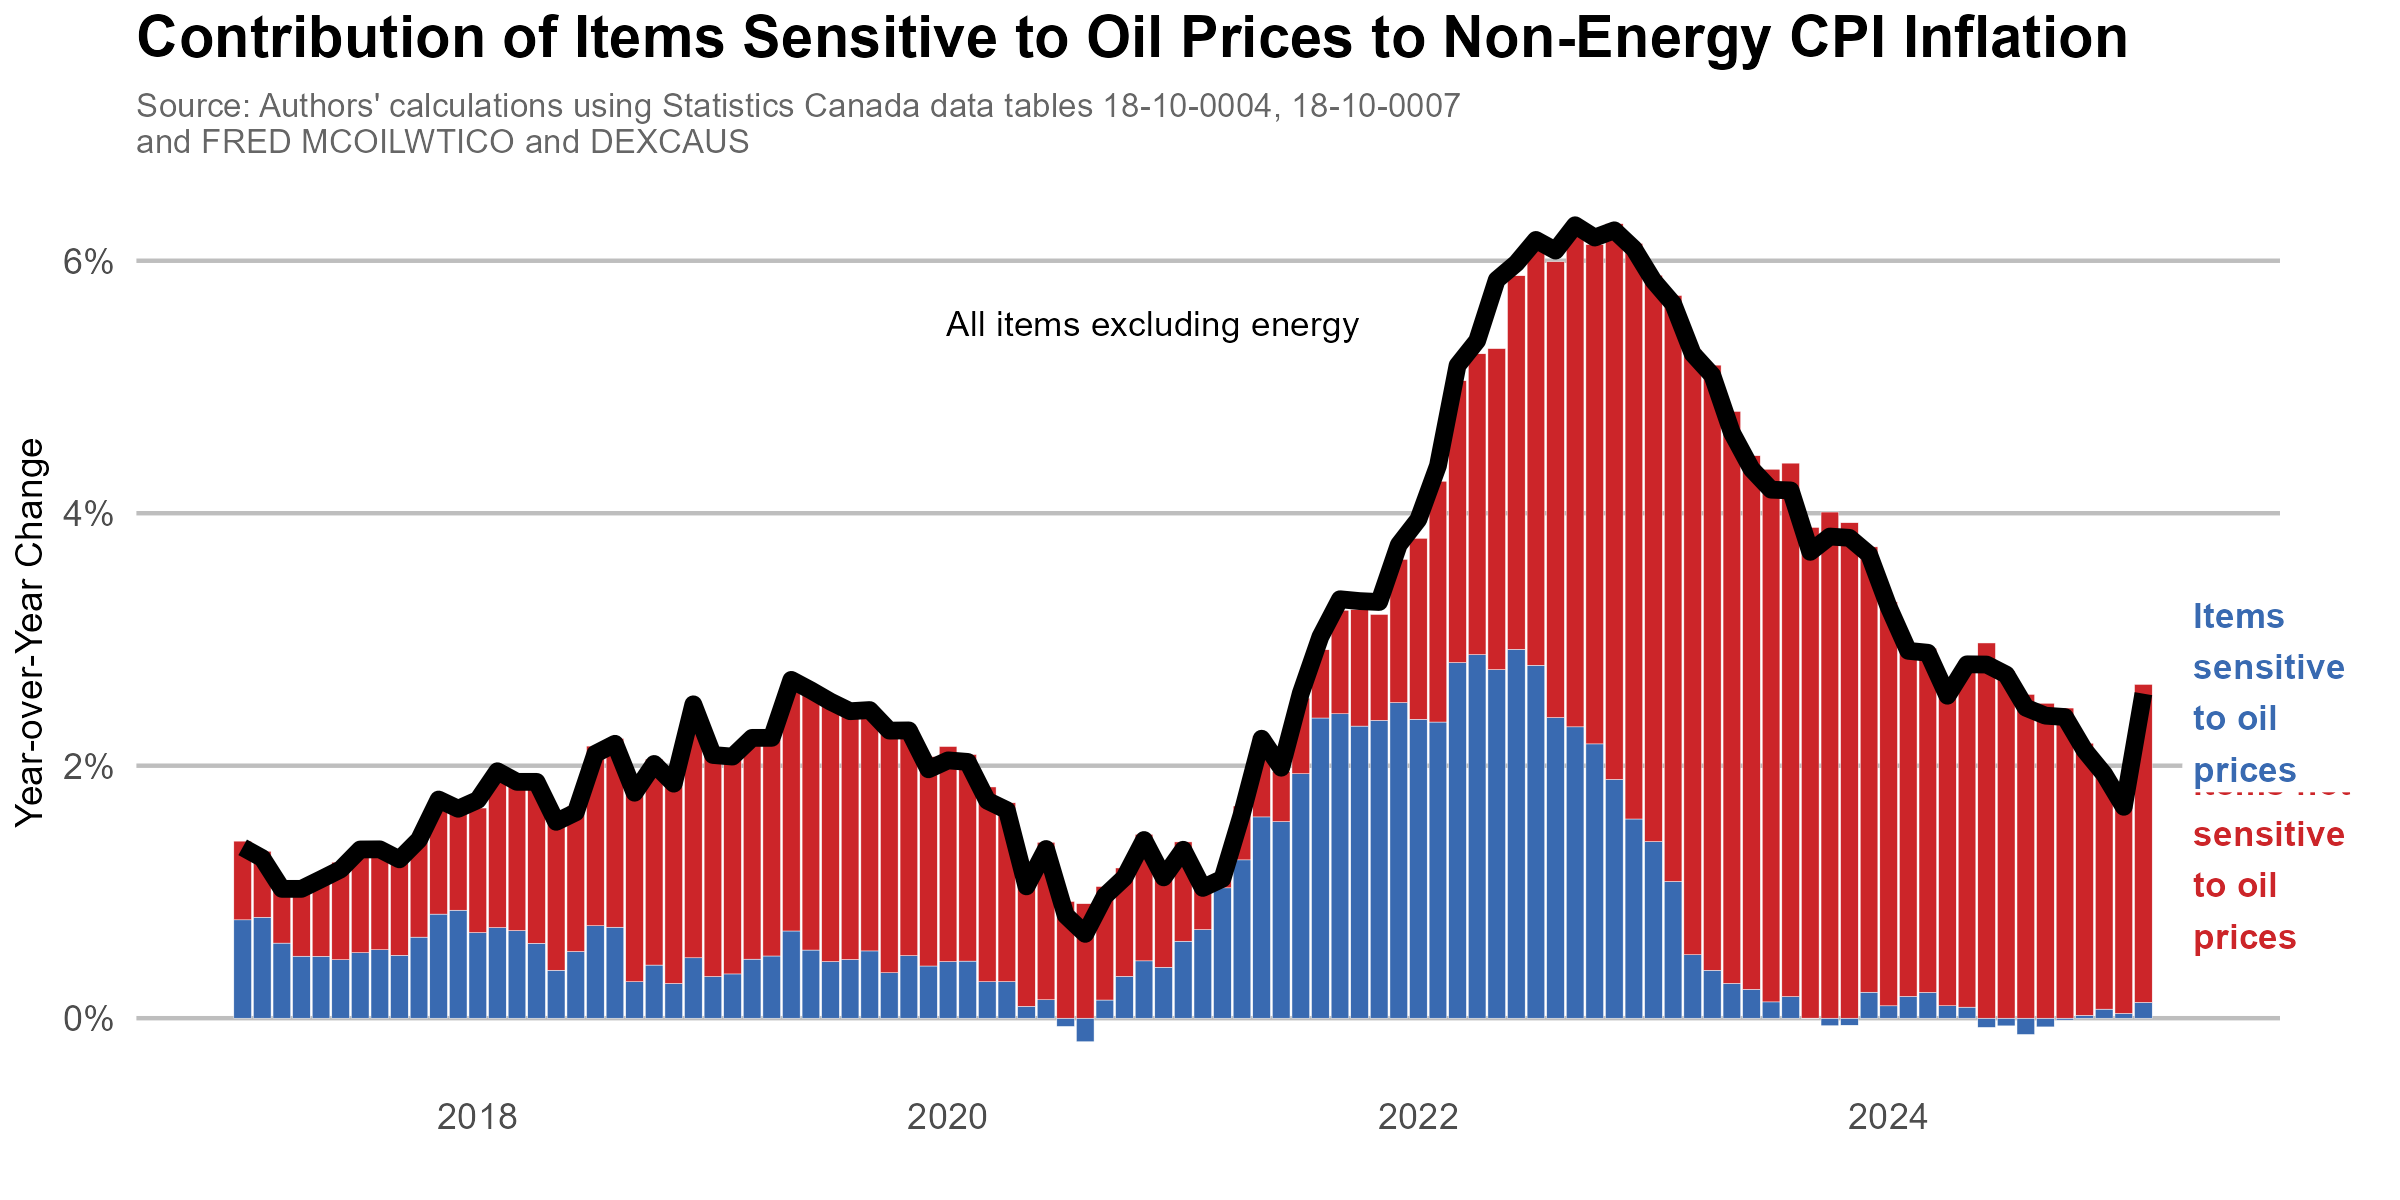 Contribution of Items Sensitive to Oil Prices to Non-Energy CPI Inflation
Source: Authors' calculations using Statistics Canada data tables 18-10-0004, 18-10-0007
and FRED MCOILWTICO and DEXCAUS
6%
All items excluding energy
4%
Year-over-Year Change
2%
0%
Items
sensitive
to oil
prices
sensitive
to oil
prices
2018
2020
2022
2024